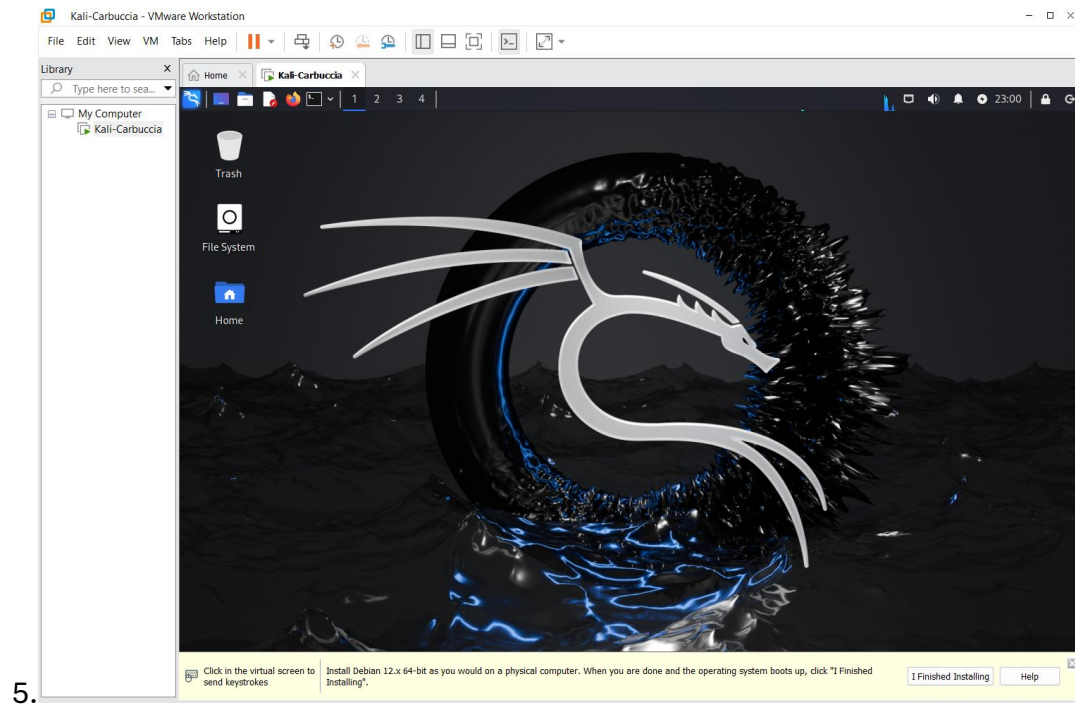 Kali-Carbuccia - VMware Workstation
File Edit View VM Tabs Help
Library X
Home X Kali-Carbuccia X
Type here to sea...
1 2 3 4
23:00
My Computer
Kali-Carbuccia
Trash
File System
Home
Click in the virtual screen to
send keystrokes
Install Debian 12.x 64-bit as you would on a physical computer. When you are done and the operating system boots up, click "I Finished
Installing".
I Finished Installing
Help
5.